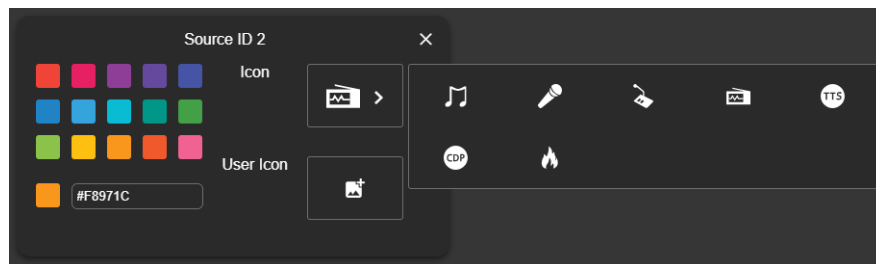 Source ID 2
Icon
TTS
CDP
User Icon
#F8971C